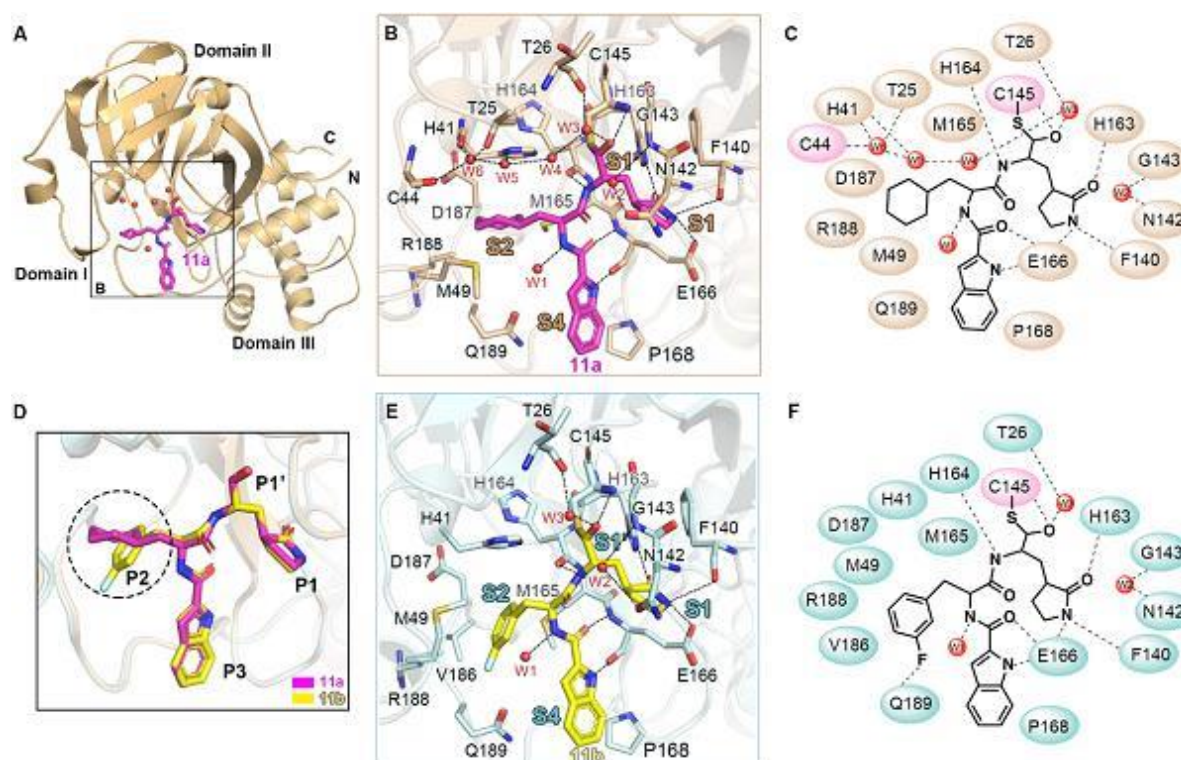 A
Domain II
C
N
11a
Domain I
B
Domain III
B
T26
C145
H164
H163
T25
G143
H41
W3
S1'
F140
W6
W5
W4
N142
C44
W2
M165
D187
S1
S2
R188
W1
M49
E166
S4
Q189
P168
11a
C
T26
H164
C145
H41
T25
M165
H163
C44
G143
D187
N142
R188
M49
E166
F140
Q189
P168
S
O
N
O
O
N
N
O
N
W2
D
P1'
P2
P1
P3
11a
11b
E
T26
C145
H164
H163
G143
H41
W3
F140
S1'
N142
D187
W2
S2
M165
S1
M49
W1
V186
E166
R188
S4
Q189
P168
11b
F
T26
H164
C145
H41
H163
D187
M165
G143
M49
W2
N142
R188
V186
E166
F140
Q189
P168
S
O
N
O
O
N
N
O
N
F